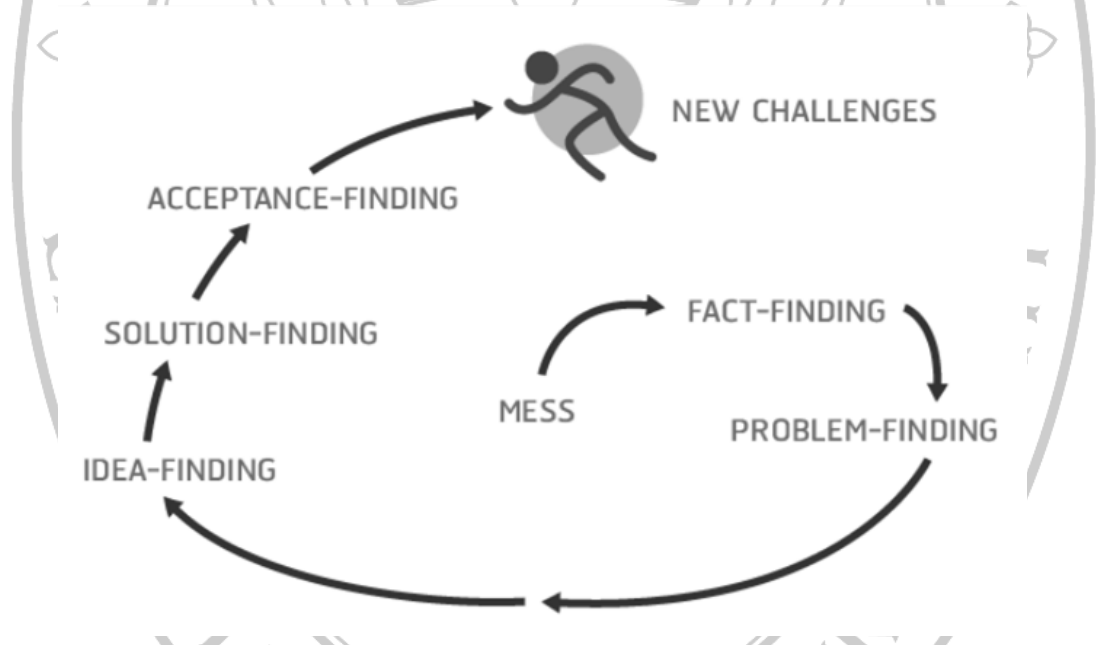 NEW CHALLENGES
ACCEPTANCE-FINDING
SOLUTION-FINDING
FACT-FINDING
MESS
PROBLEM-FINDING
IDEA-FINDING